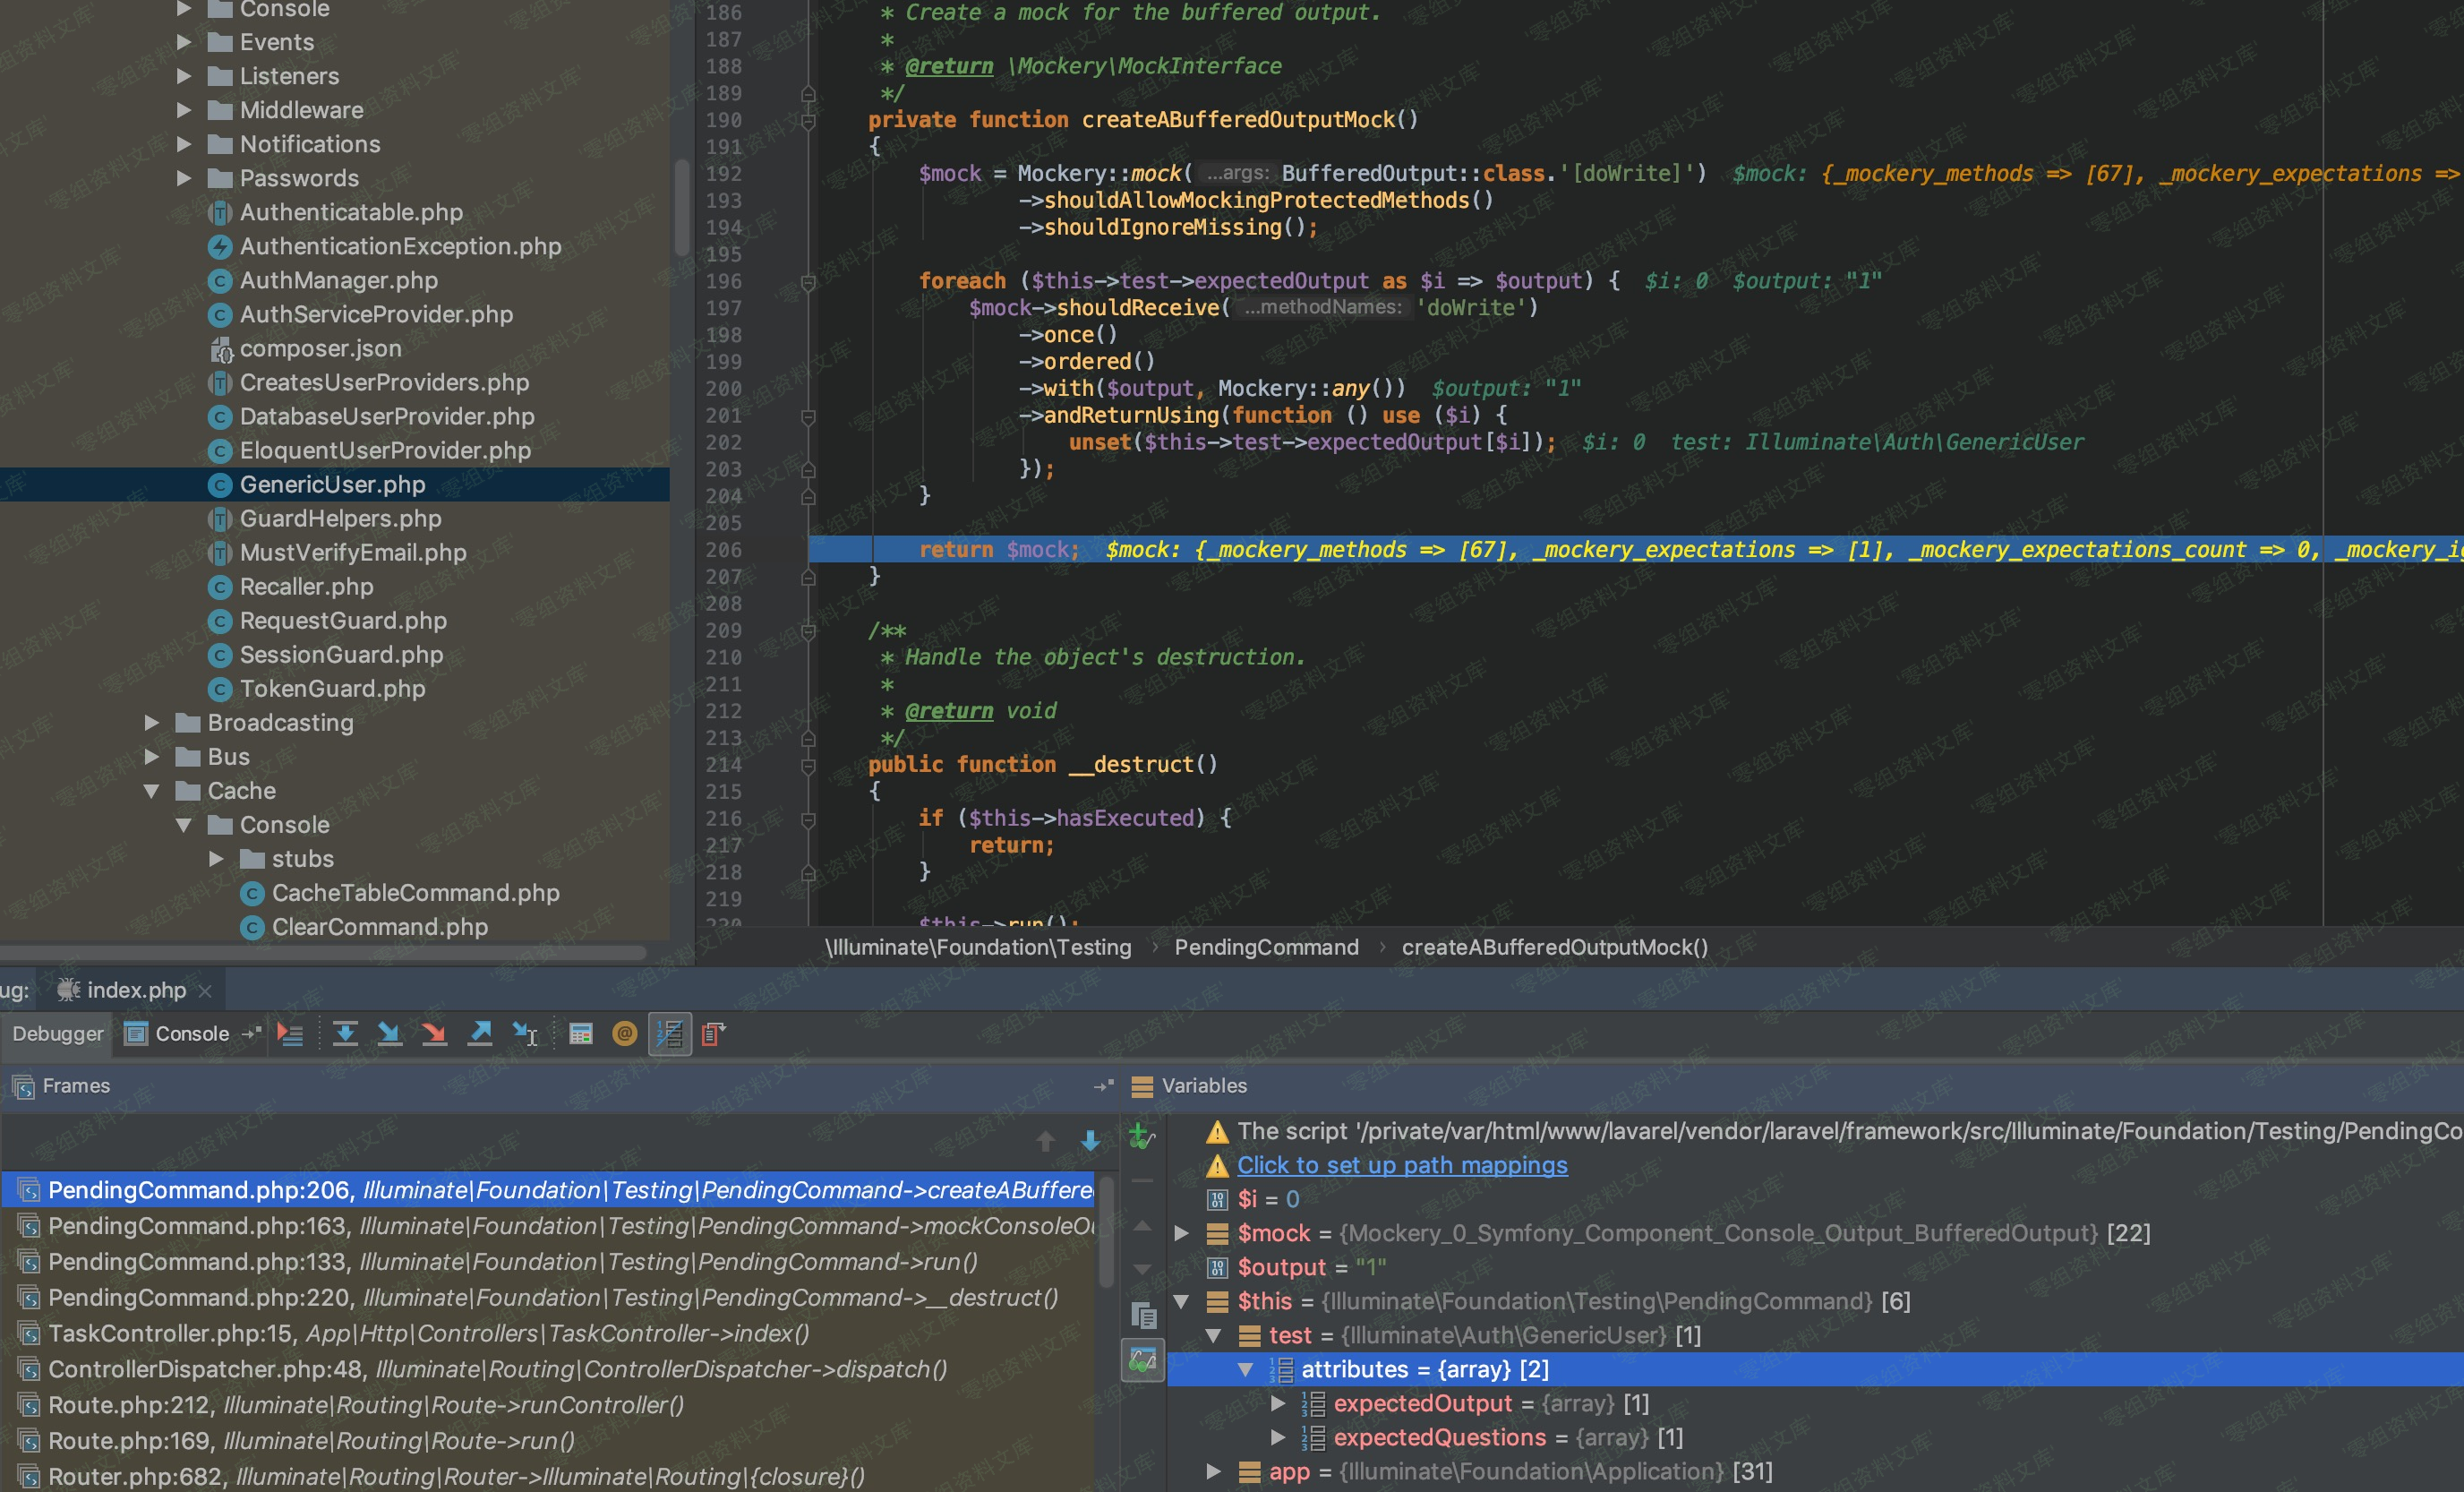 Console
Events
Listeners
Middleware
Notifications
Passwords
Authenticatable.php
AuthenticationException.php
AuthManager.php
AuthServiceProvider.php
composer.json
CreatesUserProviders.php
DatabaseUserProvider.php
EloquentUserProvider.php
GenericUser.php
GuardHelpers.php
MustVerifyEmail.php
Recaller.php
RequestGuard.php
SessionGuard.php
TokenGuard.php
Broadcasting
Bus
Cache
Console
stubs
CacheTableCommand.php
ClearCommand.php
186 * Create a mock for the buffered output.
187 *
188 * @return \Mockery\MockInterface
189 */
190 private function createABufferedOutputMock()
191 {
192 $mock = Mockery::mock( ...args: BufferedOutput::class.'[doWrite]') $mock: {_mockery_methods => [67], _mockery_expectations =>
193 ->shouldAllowMockingProtectedMethods()
194 ->shouldIgnoreMissing();
195
196 foreach ($this->test->expectedOutput as $i => $output) { $i: 0 $output: "1"
197 $mock->shouldReceive( ...methodNames: 'doWrite')
198 ->once()
199 ->ordered()
200 ->with($output, Mockery::any()) $output: "1"
201 ->andReturnUsing(function () use ($i) {
202 unset($this->test->expectedOutput[$i]); $i: 0 test: Illuminate\Auth\GenericUser
203 });
204 }
205
206 return $mock; $mock: {_mockery_methods => [67], _mockery_expectations => [1], _mockery_expectations_count => 0, _mockery_ig
207 }
208
209 /**
210 * Handle the object's destruction.
211 *
212 * @return void
213 */
214 public function __destruct()
215 {
216 if ($this->hasExecuted) {
217 return;
218 }
219
220 $this->run();
\Illuminate\Foundation\Testing › PendingCommand › createABufferedOutputMock()
ug: index.php
Debugger Console
Frames
PendingCommand.php:206, Illuminate\Foundation\Testing\PendingCommand->createABuffere
PendingCommand.php:163, Illuminate\Foundation\Testing\PendingCommand->mockConsoleOu
PendingCommand.php:133, Illuminate\Foundation\Testing\PendingCommand->run()
PendingCommand.php:220, Illuminate\Foundation\Testing\PendingCommand->__destruct()
TaskController.php:15, App\Http\Controllers\TaskController->index()
ControllerDispatcher.php:48, Illuminate\Routing\ControllerDispatcher->dispatch()
Route.php:212, Illuminate\Routing\Route->runController()
Route.php:169, Illuminate\Routing\Route->run()
Router.php:682, Illuminate\Routing\Router->Illuminate\Routing\{closure}()
Variables
The script '/private/var/html/www/lavarel/vendor/laravel/framework/src/Illuminate/Foundation/Testing/PendingCo
Click to set up path mappings
$i = 0
$mock = {Mockery_0_Symfony_Component_Console_Output_BufferedOutput} [22]
$output = "1"
$this = {Illuminate\Foundation\Testing\PendingCommand} [6]
test = {Illuminate\Auth\GenericUser} [1]
attributes = {array} [2]
expectedOutput = {array} [1]
expectedQuestions = {array} [1]
app = {Illuminate\Foundation\Application} [31]
'零组资料文库'